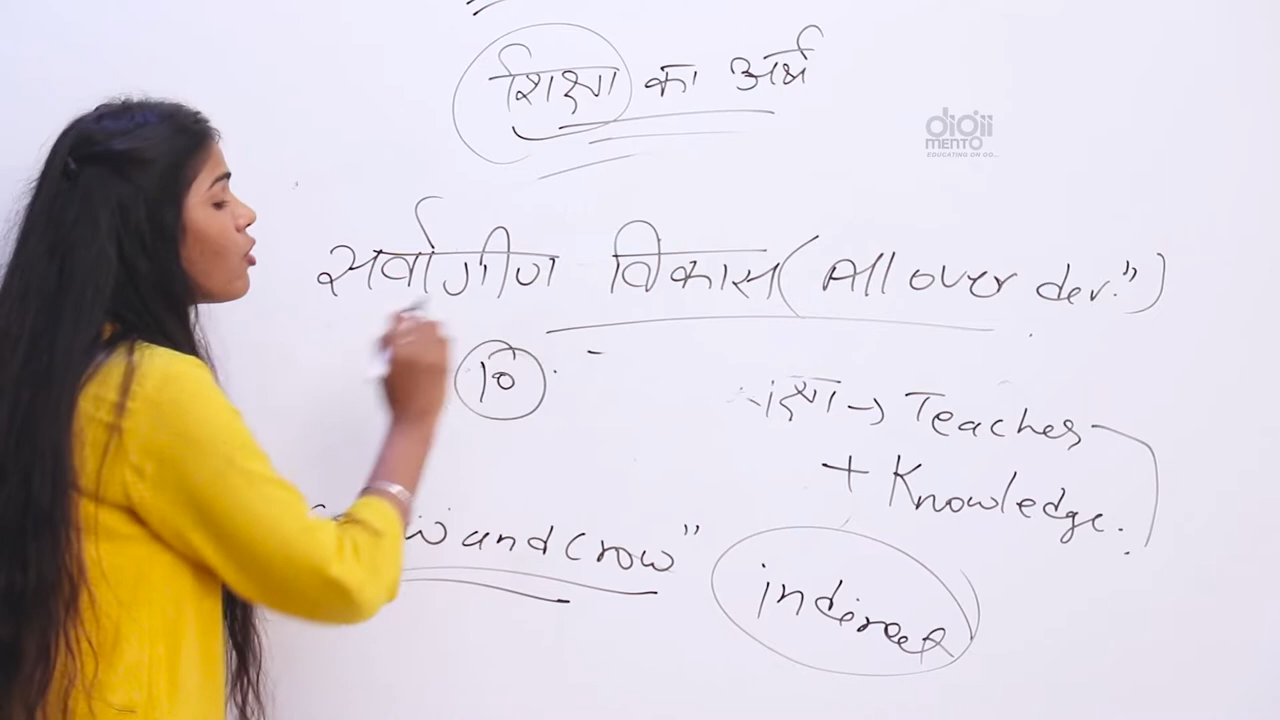 शिक्षा का अर्थ
digii
MENTO
EDUCATING ON GO...
सर्वांगीण विकास (All over dev.")
10
→ Teaches
+ Knowledge.
and Crow"
indirect